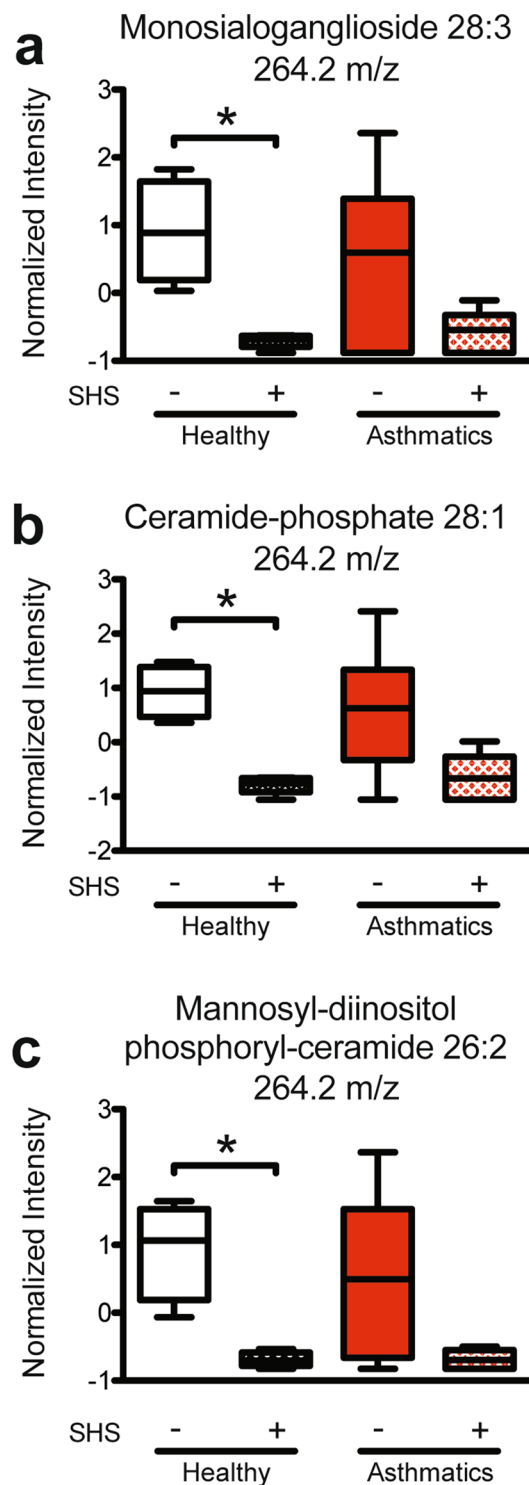 a
Monosialoganglioside 28:3
264.2 m/z
Normalized Intensity
3
2
1
0
-1
*
SHS - + - +
Healthy Asthmatics
b
Ceramide-phosphate 28:1
264.2 m/z
Normalized Intensity
3
2
1
0
-1
-2
*
SHS - + - +
Healthy Asthmatics
c
Mannosyl-diinositol
phosphoryl-ceramide 26:2
264.2 m/z
Normalized Intensity
3
2
1
0
-1
*
SHS - + - +
Healthy Asthmatics